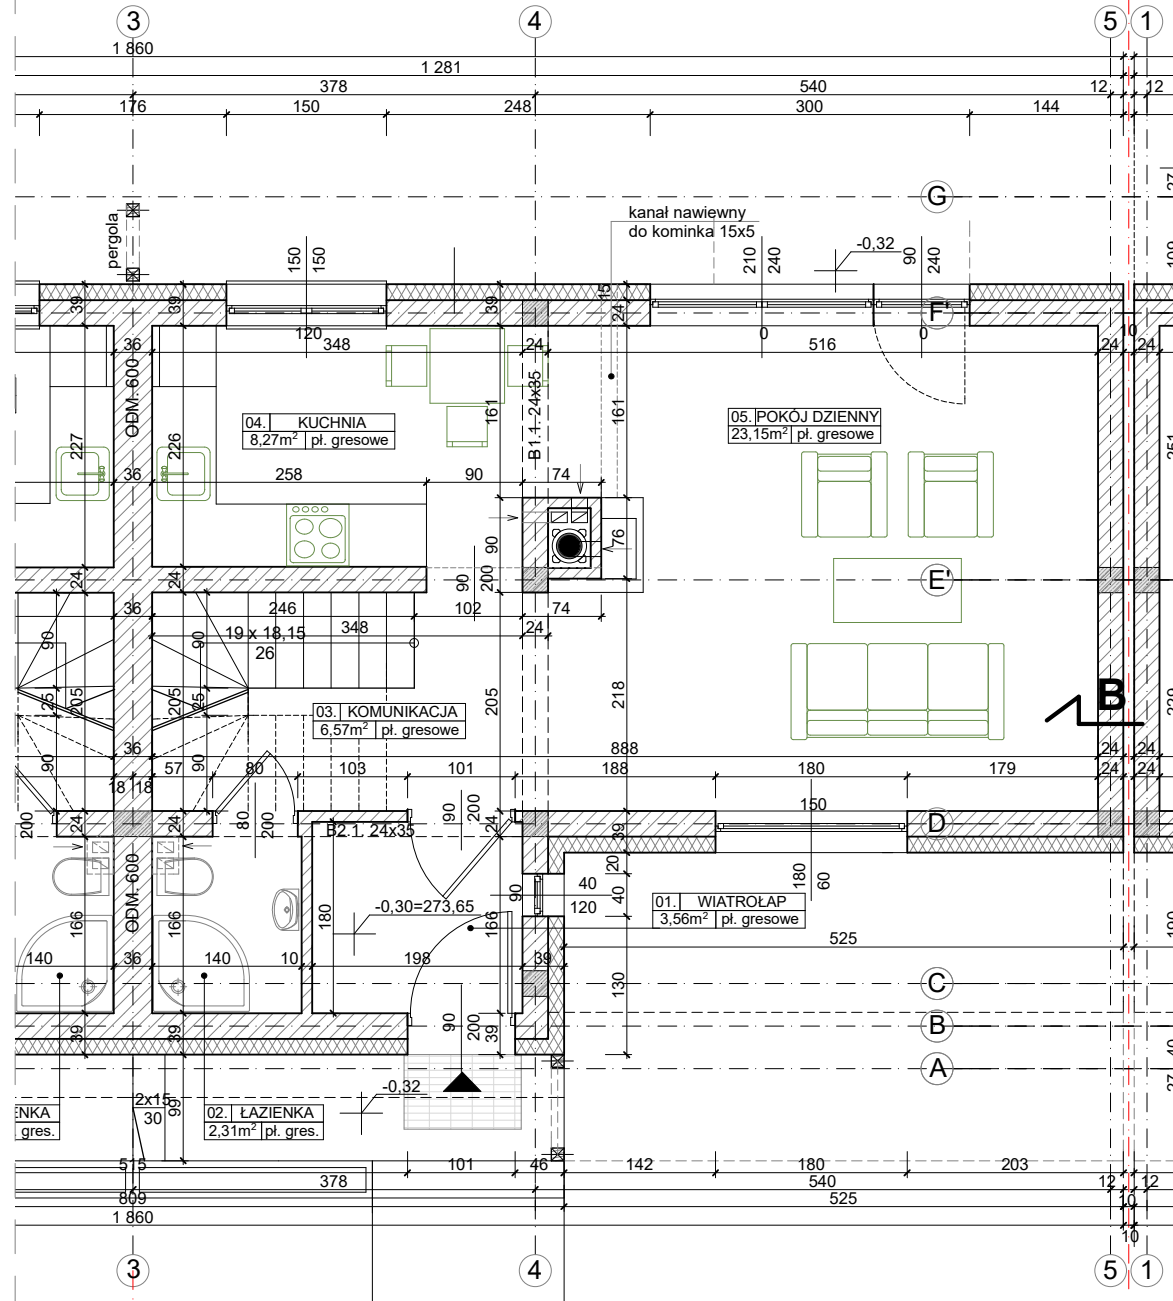 3 4 5 1
1 860
1 281
378 540 12 12
176 150 248 300 144
G
pergola
kanał nawiewny
do kominka 15x5
150 150
210 240
-0,32
90 240
39 39 39 15 24
F'
120 0 0 10
36 348 24 516 24 24
ODM. 600
B1.1. 24x35
161 161
04. KUCHNIA
8,27m² pł. gresowe
05. POKÓJ DZIENNY
23,15m² pł. gresowe
227 226 251
36 258 90 74
90 76
24 24 90 200
E'
36 246 102 74
19 x 18,15
26
348 24
90 90
25 205 205 25
205 218
B
03. KOMUNIKACJA
6,57m² pł. gresowe
36 888 24 24
90 90
18 18 57 80 103 101 188 180 179 24 24
200 24 24 80 200 90 200 24 39
150
D
B2.1. 24x35
ODM. 600
20
40
120
90 40
180 60
01. WIATROŁAP
3,56m² pł. gresowe
166 166 180 166
-0,30=273,65
525
140 36 140 10 198 39
130
C
39 39 90 200 39
B
A
-0,32
2x15
30
99
ENKA
gres.
02. ŁAZIENKA
2,31m² pł. gres.
515 101 46 142 180 203
378 540 12 12
809 525 10
1 860
10
3 4 5 1